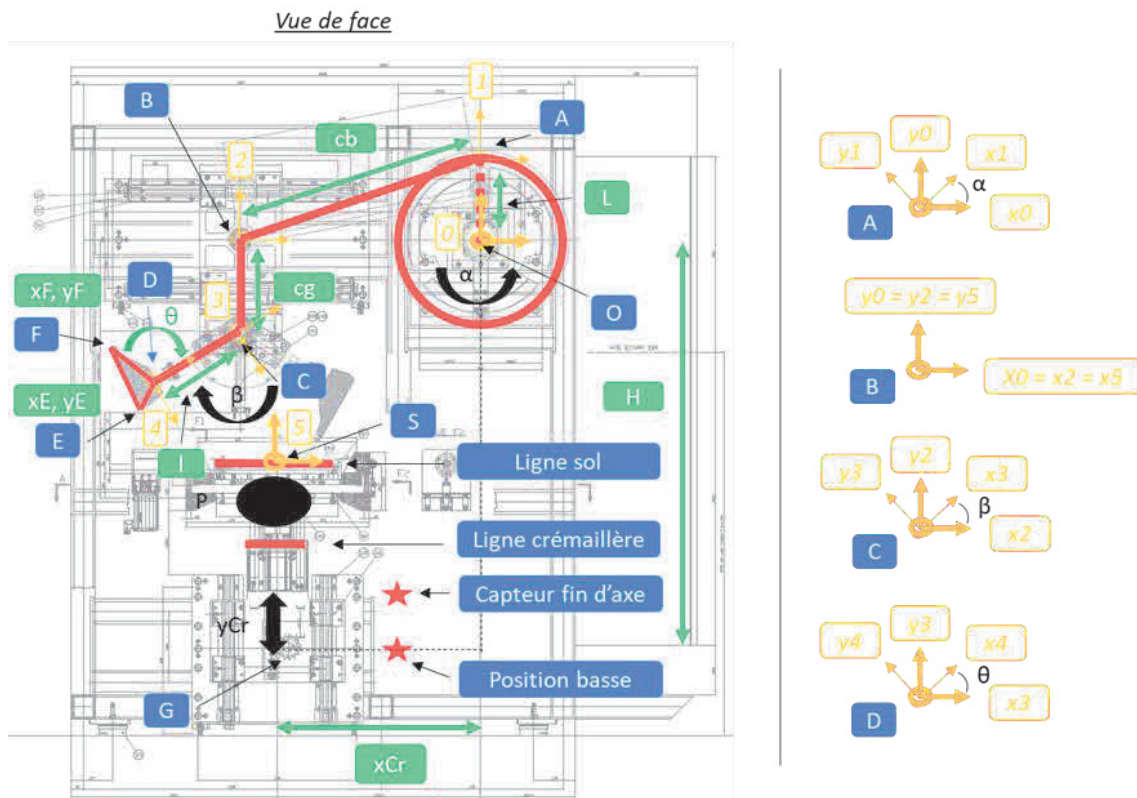 Vue de face
1
B
A
cb
2
L
0
α
D
cg
3
xF, yF
θ
O
F
C
β
H
xE, yE
5
S
E
4
l
Ligne sol
P
Ligne crémaillère
Capteur fin d'axe
yCr
Position basse
G
xCr
y0
y1
x1
α
A
x0
y0 = y2 = y5
B
X0 = x2 = x5
y2
y3
x3
β
C
x2
y3
y4
x4
θ
D
x3